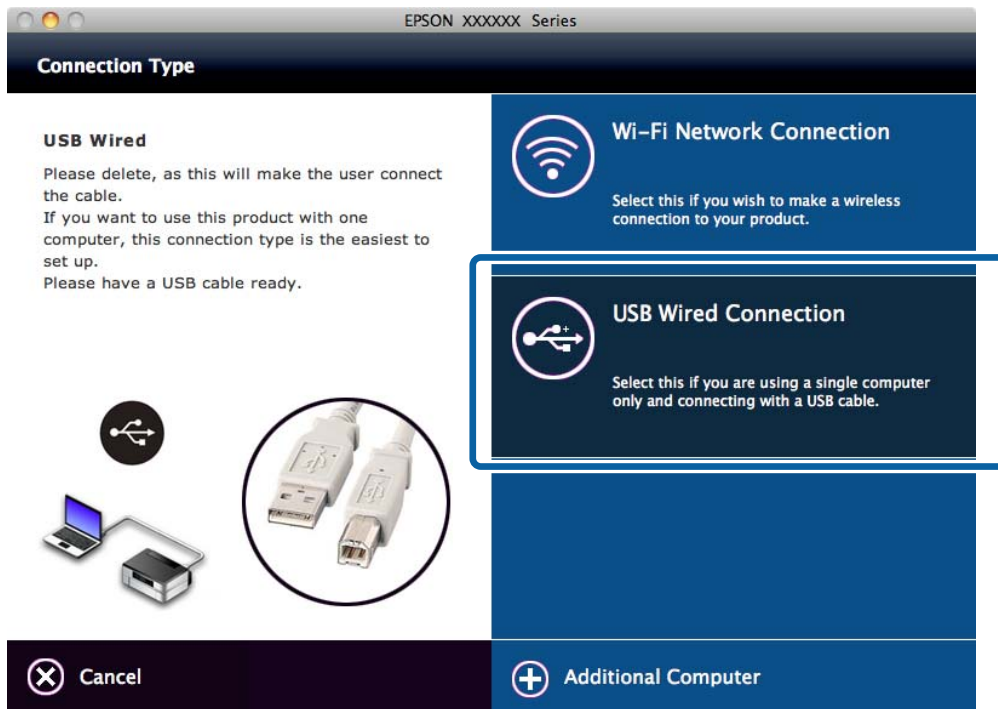 EPSON XXXXXX Series
Connection Type
USB Wired
Please delete, as this will make the user connect
the cable.
If you want to use this product with one
computer, this connection type is the easiest to
set up.
Please have a USB cable ready.
Wi-Fi Network Connection
Select this if you wish to make a wireless
connection to your product.
USB Wired Connection
Select this if you are using a single computer
only and connecting with a USB cable.
Cancel
Additional Computer